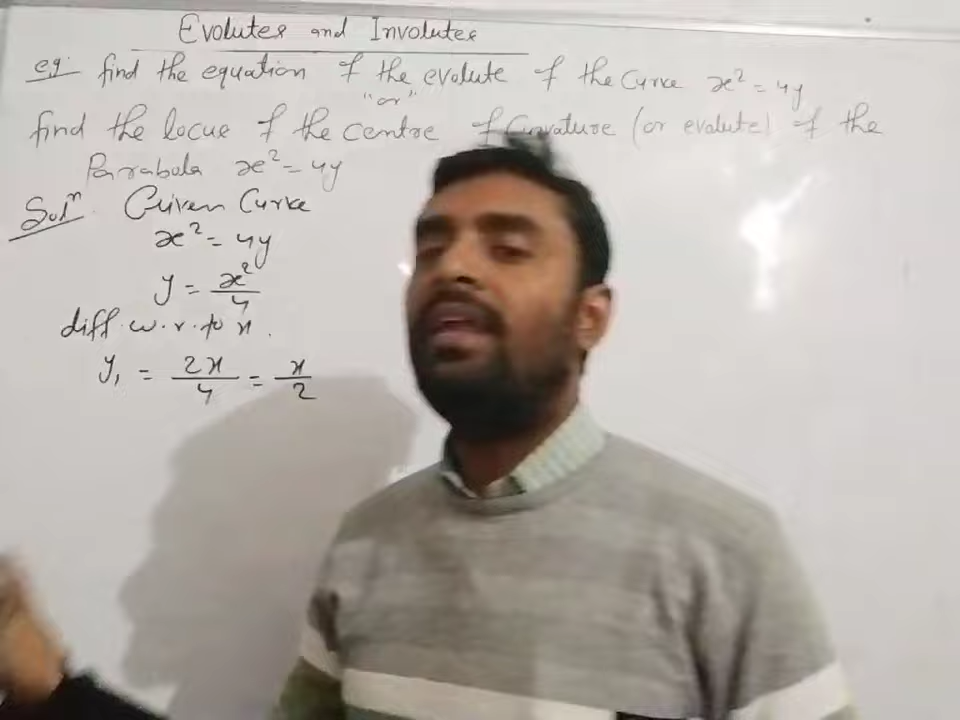 Evolutes and Involutes
eg:- find the equation of the evolute of the Curve x² = 4y
"or"
find the locus of the centre of Curvature (or evalute) of the
Parabola x² = 4y
Solⁿ. Given Curve
x² = 4y
y = x²/4
diff. w.r. to x.
y₁ = 2x/4 = x/2